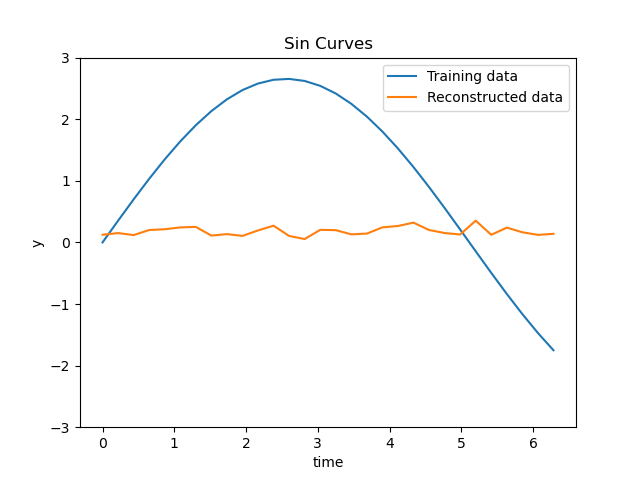 Sin Curves
Training data
Reconstructed data
3
2
1
0
−1
−2
−3
y
0 1 2 3 4 5 6
time